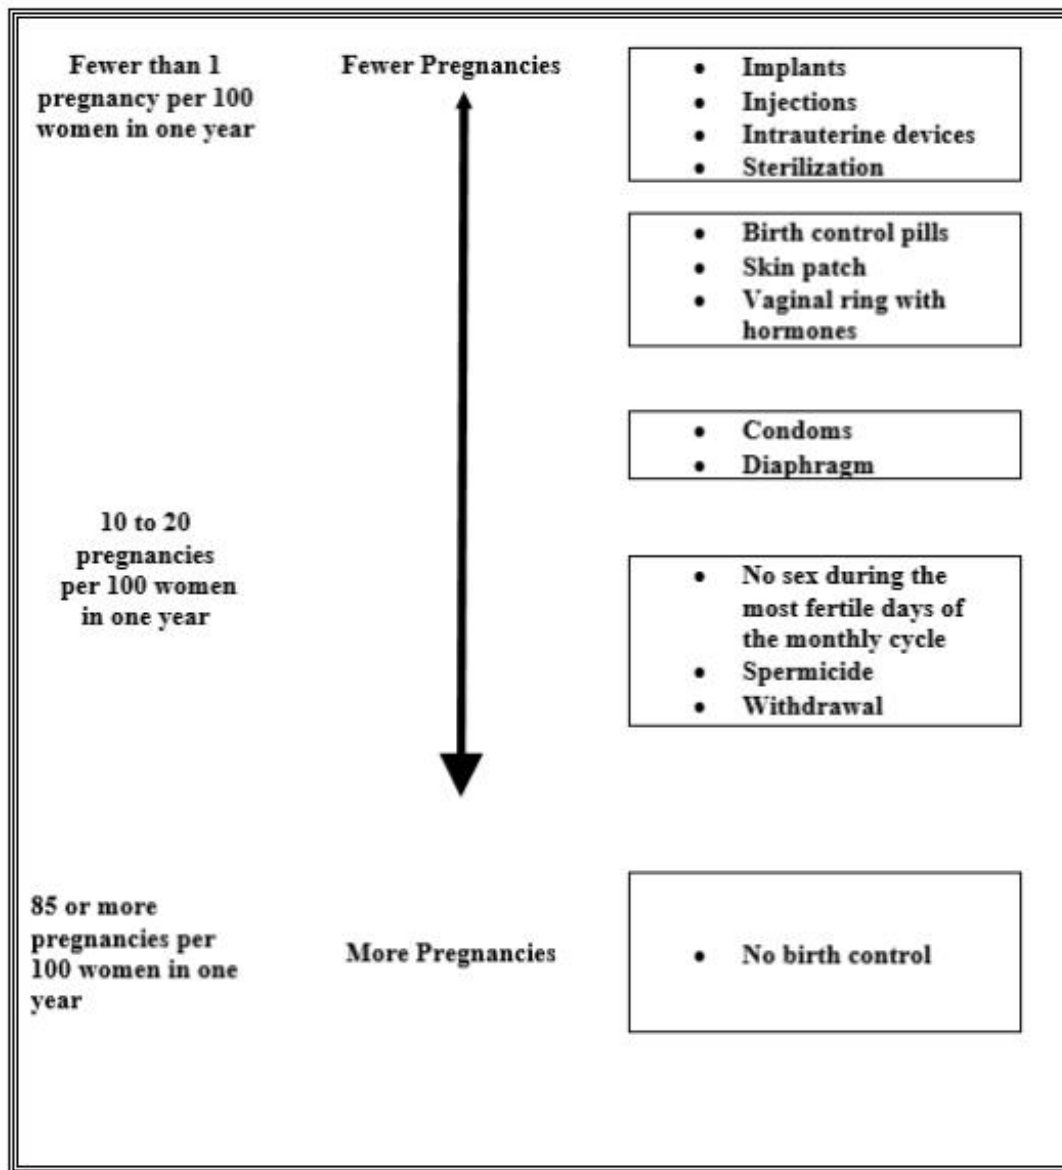 Fewer than 1
pregnancy per 100
women in one year
Fewer Pregnancies
• Implants
• Injections
• Intrauterine devices
• Sterilization
• Birth control pills
• Skin patch
• Vaginal ring with
hormones
• Condoms
• Diaphragm
10 to 20
pregnancies
per 100 women
in one year
• No sex during the
most fertile days of
the monthly cycle
• Spermicide
• Withdrawal
85 or more
pregnancies per
100 women in one
year
More Pregnancies
• No birth control